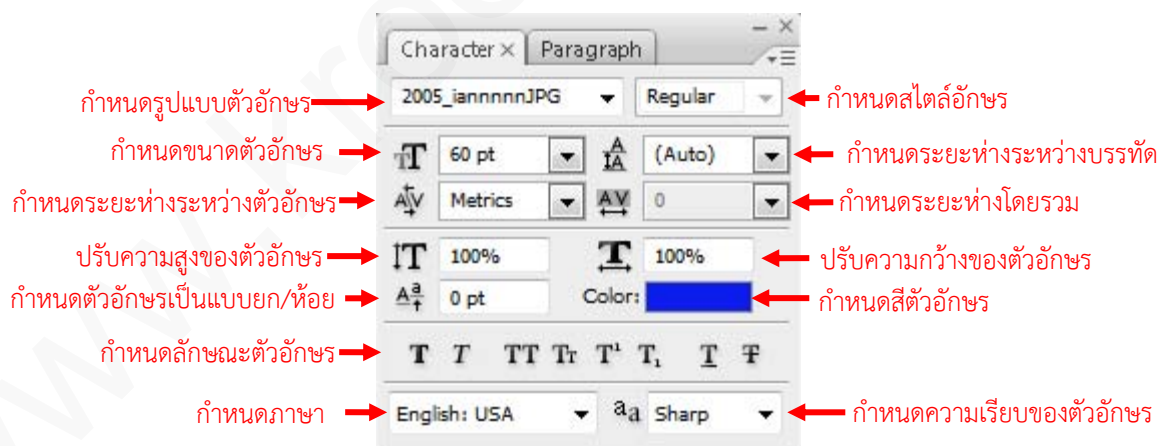 Character × Paragraph
กำหนดรูปแบบตัวอักษร 2005_iannnnnJPG Regular กำหนดสไตล์อักษร
กำหนดขนาดตัวอักษร 60 pt (Auto) กำหนดระยะห่างระหว่างบรรทัด
กำหนดระยะห่างระหว่างตัวอักษร Metrics 0 กำหนดระยะห่างโดยรวม
ปรับความสูงของตัวอักษร 100% 100% ปรับความกว้างของตัวอักษร
กำหนดตัวอักษรเป็นแบบยก/ห้อย 0 pt Color: กำหนดสีตัวอักษร
กำหนดลักษณะตัวอักษร T T TT Tr T¹ T₁ T T
กำหนดภาษา English: USA aa Sharp กำหนดความเรียบของตัวอักษร